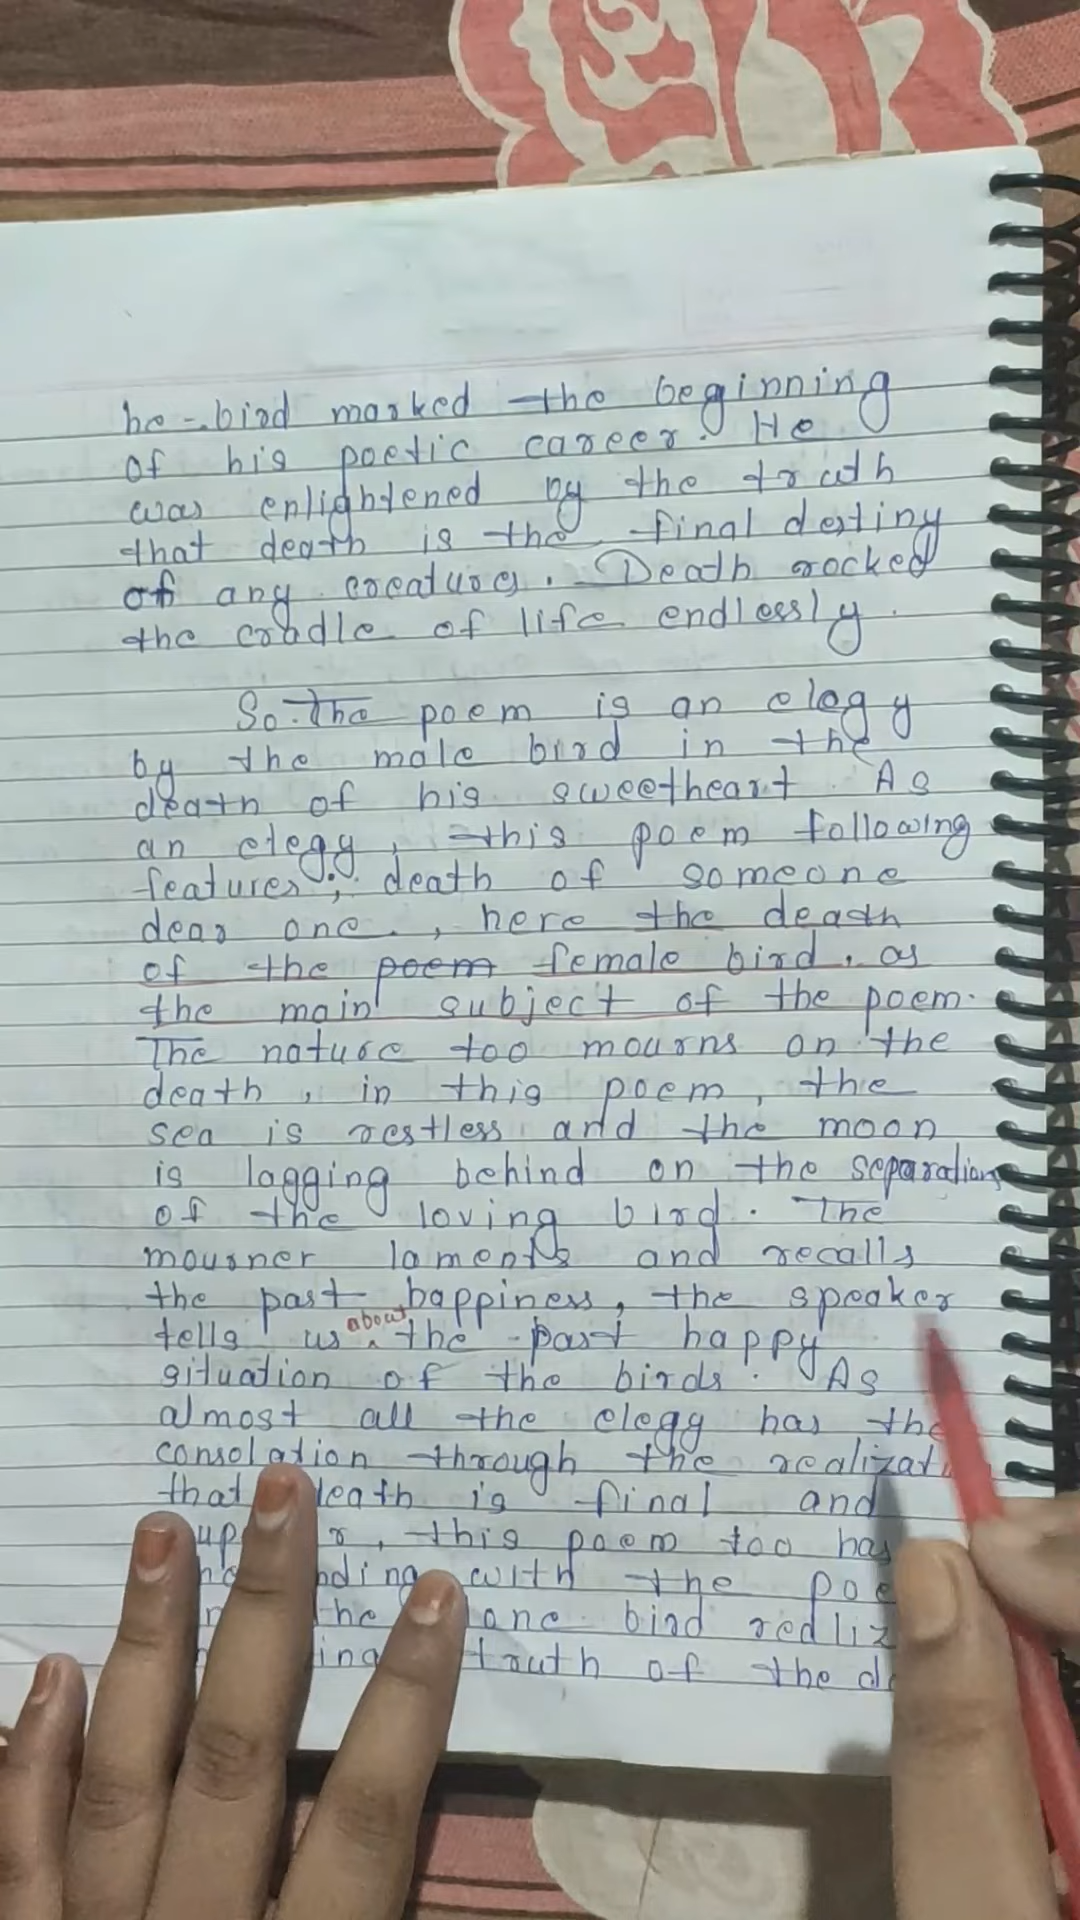 he-bird marked the beginning
of his poetic career. He
was enlightened by the truth
that death is the final destiny
of any creatures. Death rocked
the cradle of life endlessly.
So The poem is an elegy
by the male bird in the
death of his sweetheart. As
an elegy, this poem following
features; death of someone
dear one, here the death
of the poem female bird, as
the main subject of the poem.
The nature too mourns on the
death, in this poem, the
sea is restless and the moon
is lagging behind on the separation
of the loving bird. The
mourner laments and recalls
the past happiness, the speaker
tells us about the past happy
situation of the birds. As
almost all the elegy has the
consolation through the
that death is final and
this poem too has
with the
bird
truth of the